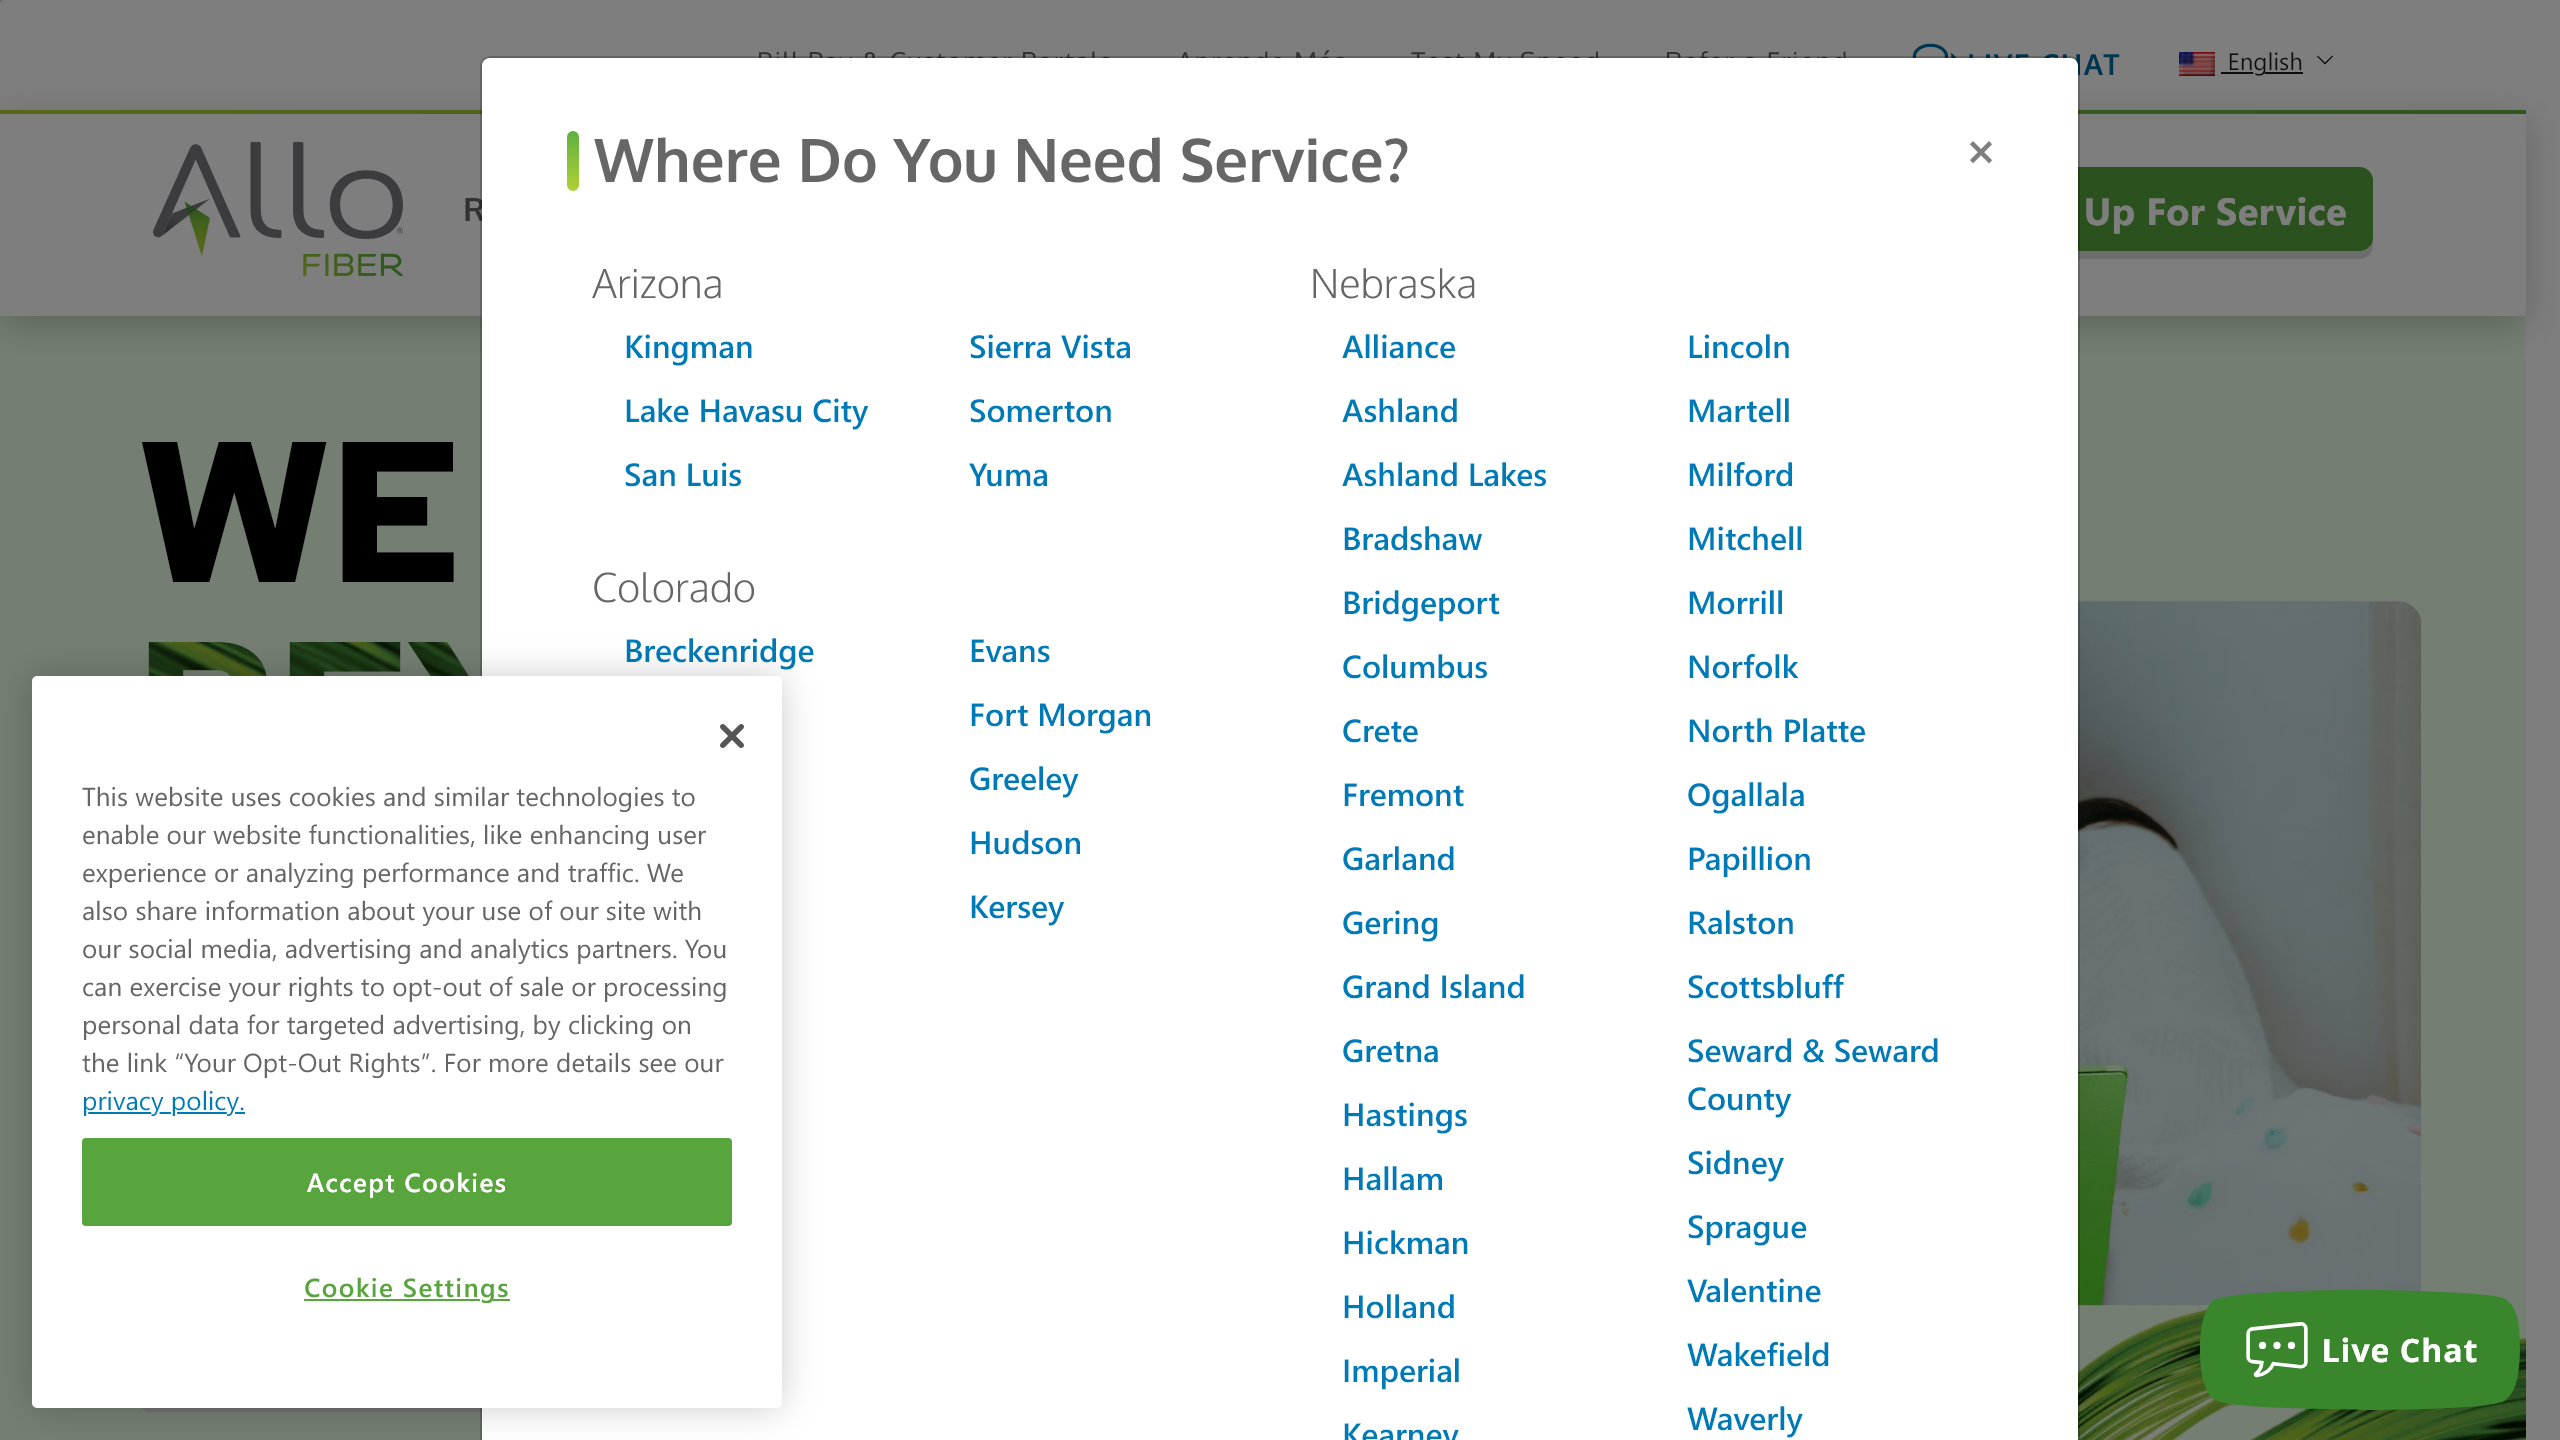 LIVE CHAT
English
Allo
FIBER
Up For Service
WE
Where Do You Need Service?
Arizona
Kingman
Lake Havasu City
San Luis
Sierra Vista
Somerton
Yuma
Colorado
Breckenridge
Evans
Fort Morgan
Greeley
Hudson
Kersey
Nebraska
Alliance
Ashland
Ashland Lakes
Bradshaw
Bridgeport
Columbus
Crete
Fremont
Garland
Gering
Grand Island
Gretna
Hastings
Hallam
Hickman
Holland
Imperial
Kearney
Lincoln
Martell
Milford
Mitchell
Morrill
Norfolk
North Platte
Ogallala
Papillion
Ralston
Scottsbluff
Seward & Seward
County
Sidney
Sprague
Valentine
Wakefield
Waverly
This website uses cookies and similar technologies to
enable our website functionalities, like enhancing user
experience or analyzing performance and traffic. We
also share information about your use of our site with
our social media, advertising and analytics partners. You
can exercise your rights to opt-out of sale or processing
personal data for targeted advertising, by clicking on
the link “Your Opt-Out Rights”. For more details see our
privacy policy.
Accept Cookies
Cookie Settings
Live Chat